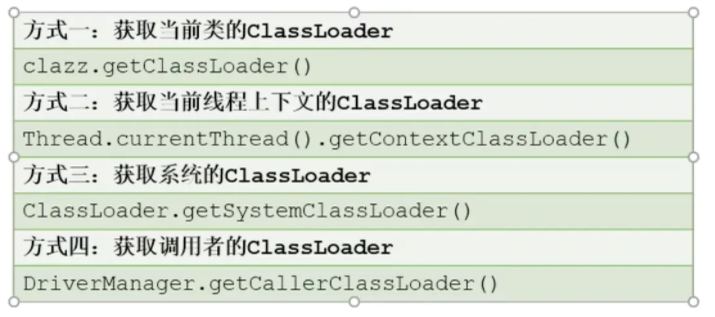 方式一：获取当前类的ClassLoader
clazz.getClassLoader()
方式二：获取当前线程上下文的ClassLoader
Thread.currentThread().getContextClassLoader()
方式三：获取系统的ClassLoader
ClassLoader.getSystemClassLoader()
方式四：获取调用者的ClassLoader
DriverManager.getCallerClassLoader()